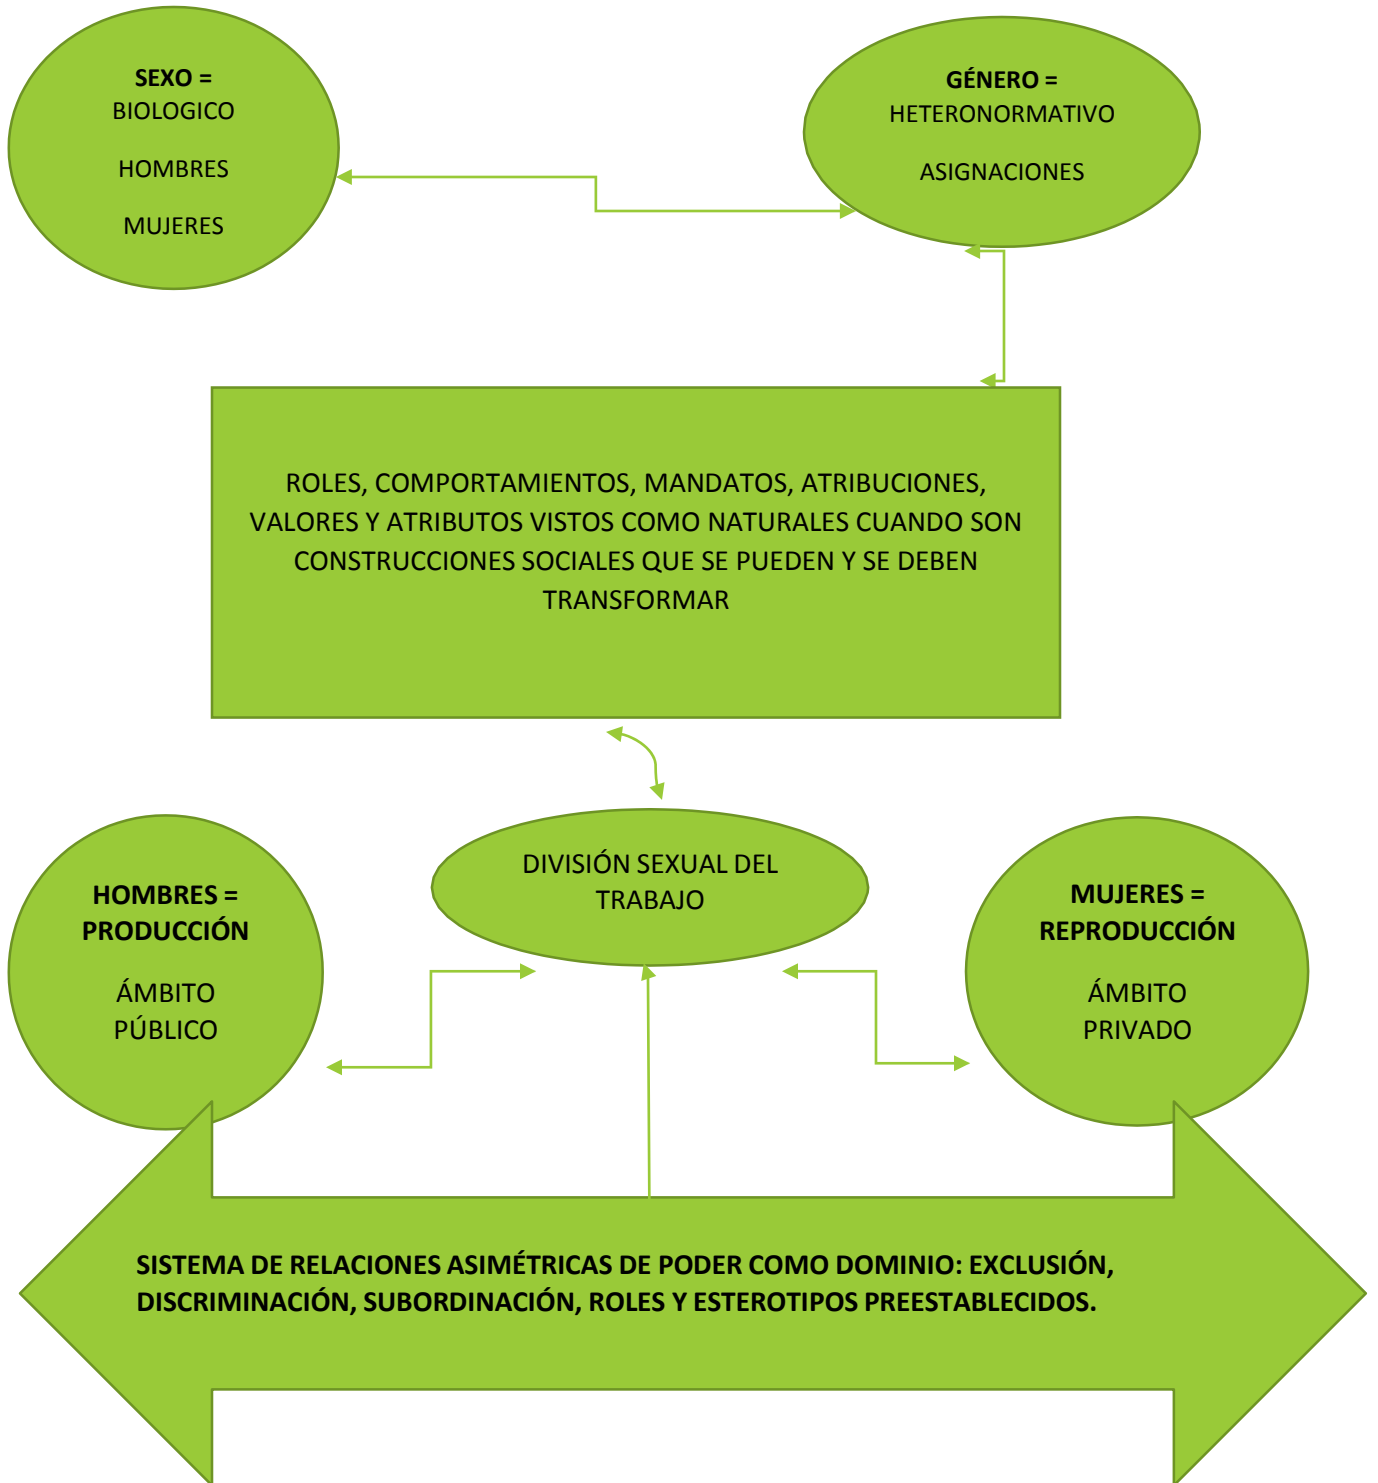 SEXO =
BIOLOGICO
HOMBRES
MUJERES
GÉNERO =
HETERONORMATIVO
ASIGNACIONES
ROLES, COMPORTAMIENTOS, MANDATOS, ATRIBUCIONES,
VALORES Y ATRIBUTOS VISTOS COMO NATURALES CUANDO SON
CONSTRUCCIONES SOCIALES QUE SE PUEDEN Y SE DEBEN
TRANSFORMAR
DIVISIÓN SEXUAL DEL
TRABAJO
HOMBRES =
PRODUCCIÓN
ÁMBITO
PÚBLICO
MUJERES =
REPRODUCCIÓN
ÁMBITO
PRIVADO
SISTEMA DE RELACIONES ASIMÉTRICAS DE PODER COMO DOMINIO: EXCLUSIÓN,
DISCRIMINACIÓN, SUBORDINACIÓN, ROLES Y ESTEROTIPOS PREESTABLECIDOS.